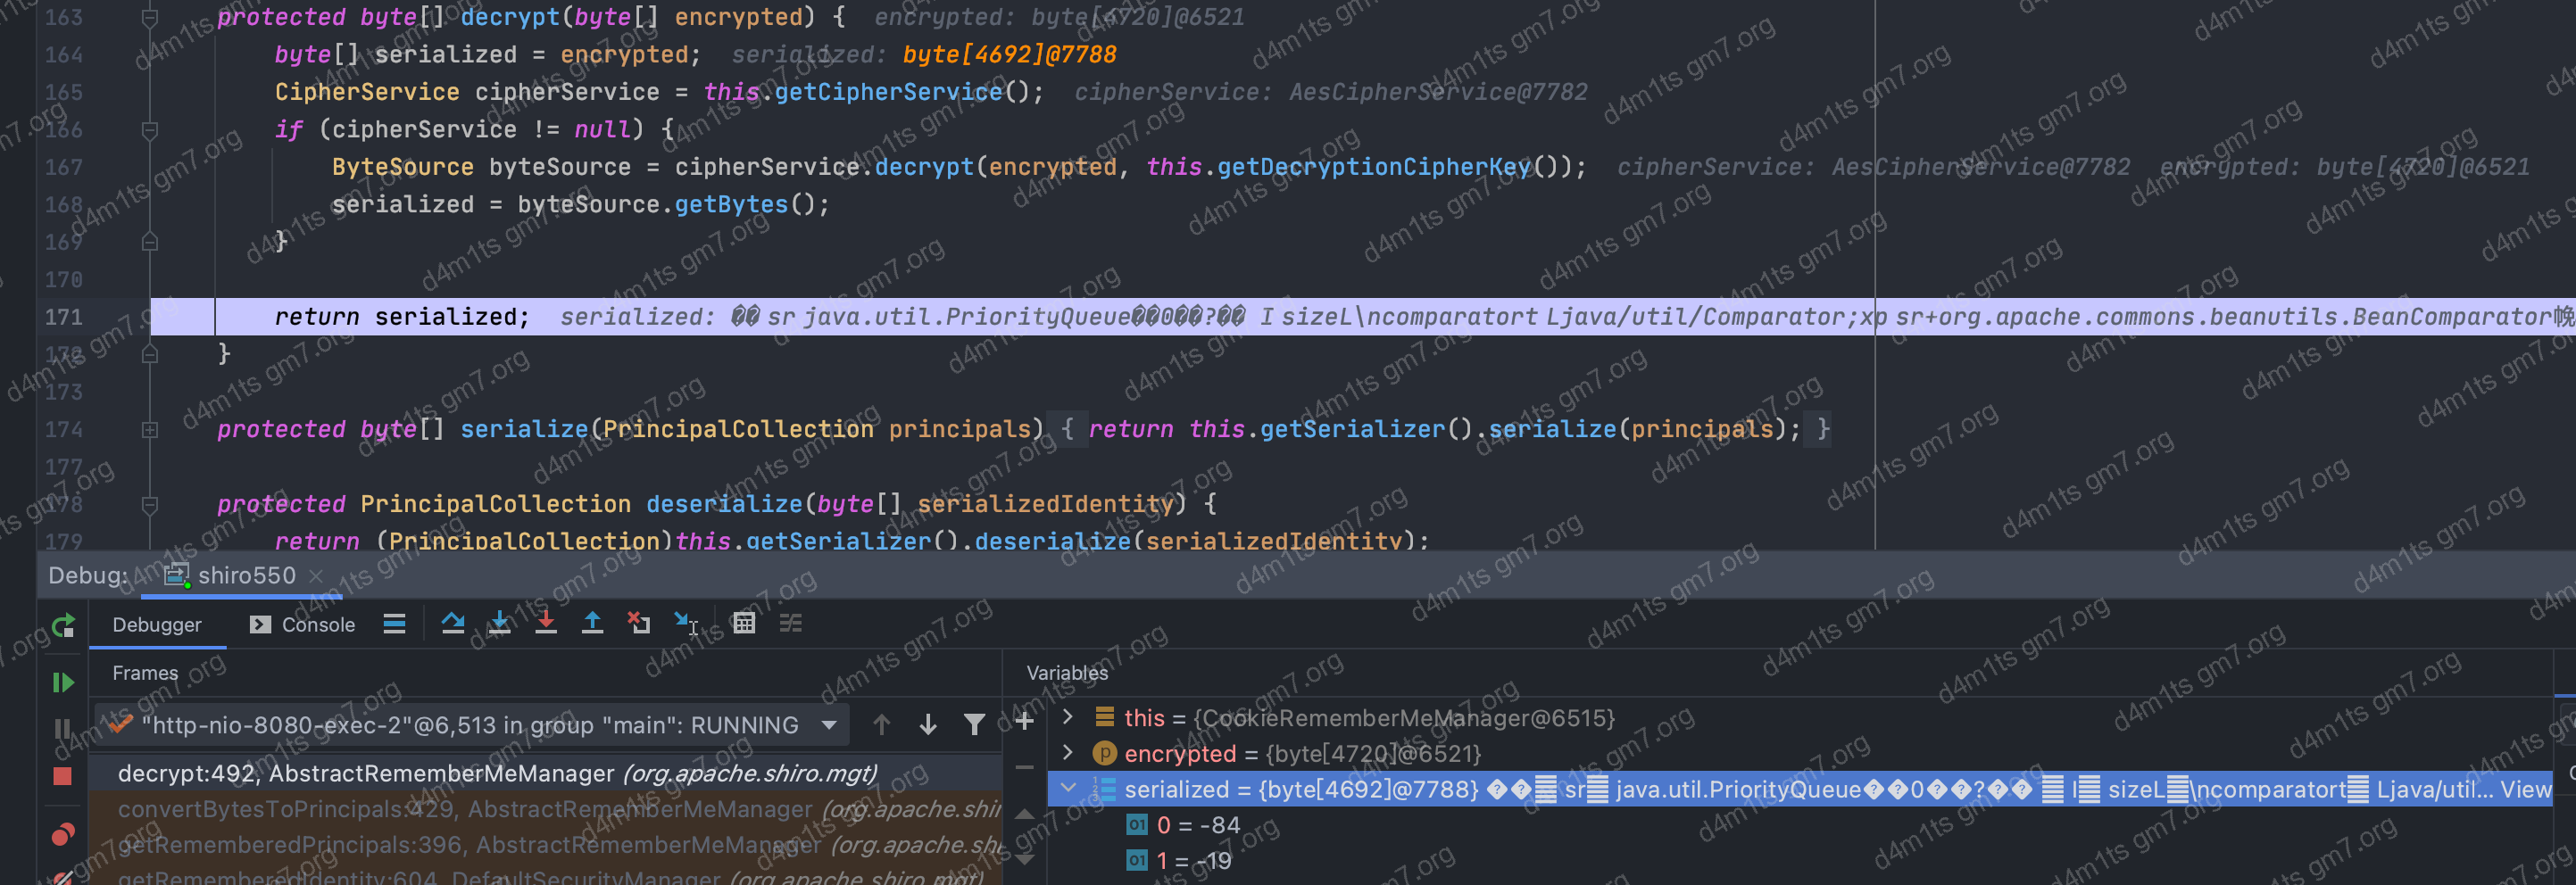 163 protected byte[] decrypt(byte[] encrypted) { encrypted: byte[4720]@6521
164 byte[] serialized = encrypted; serialized: byte[4692]@7788
165 CipherService cipherService = this.getCipherService(); cipherService: AesCipherService@7782
166 if (cipherService != null) {
167 ByteSource byteSource = cipherService.decrypt(encrypted, this.getDecryptionCipherKey()); cipherService: AesCipherService@7782 encrypted: byte[4720]@6521
168 serialized = byteSource.getBytes();
169 }
170
171 return serialized; serialized: �� sr java.util.PriorityQueue��0��?�� I sizeL\ncomparatort Ljava/util/Comparator;xp sr+org.apache.commons.beanutils.BeanComparator
172 }
173
174 protected byte[] serialize(PrincipalCollection principals) { return this.getSerializer().serialize(principals); }
177
178 protected PrincipalCollection deserialize(byte[] serializedIdentity) {
179 return (PrincipalCollection)this.getSerializer().deserialize(serializedIdentity);
Debug: shiro550
Debugger Console
Frames
Variables
"http-nio-8080-exec-2"@6,513 in group "main": RUNNING
decrypt:492, AbstractRememberMeManager (org.apache.shiro.mgt)
convertBytesToPrincipals:429, AbstractRememberMeManager (org.apache.shir
getRememberedPrincipals:396, AbstractRememberMeManager (org.apache.shi
getRememberedIdentity:604, DefaultSecurityManager (org.apache.shiro.mgt)
this = {CookieRememberMeManager@6515}
encrypted = {byte[4720]@6521}
serialized = {byte[4692]@7788} �� sr java.util.PriorityQueue��0��?�� I sizeL\ncomparatort Ljava/util... View
01 0 = -84
01 1 = -19
d4m1ts gm7.org